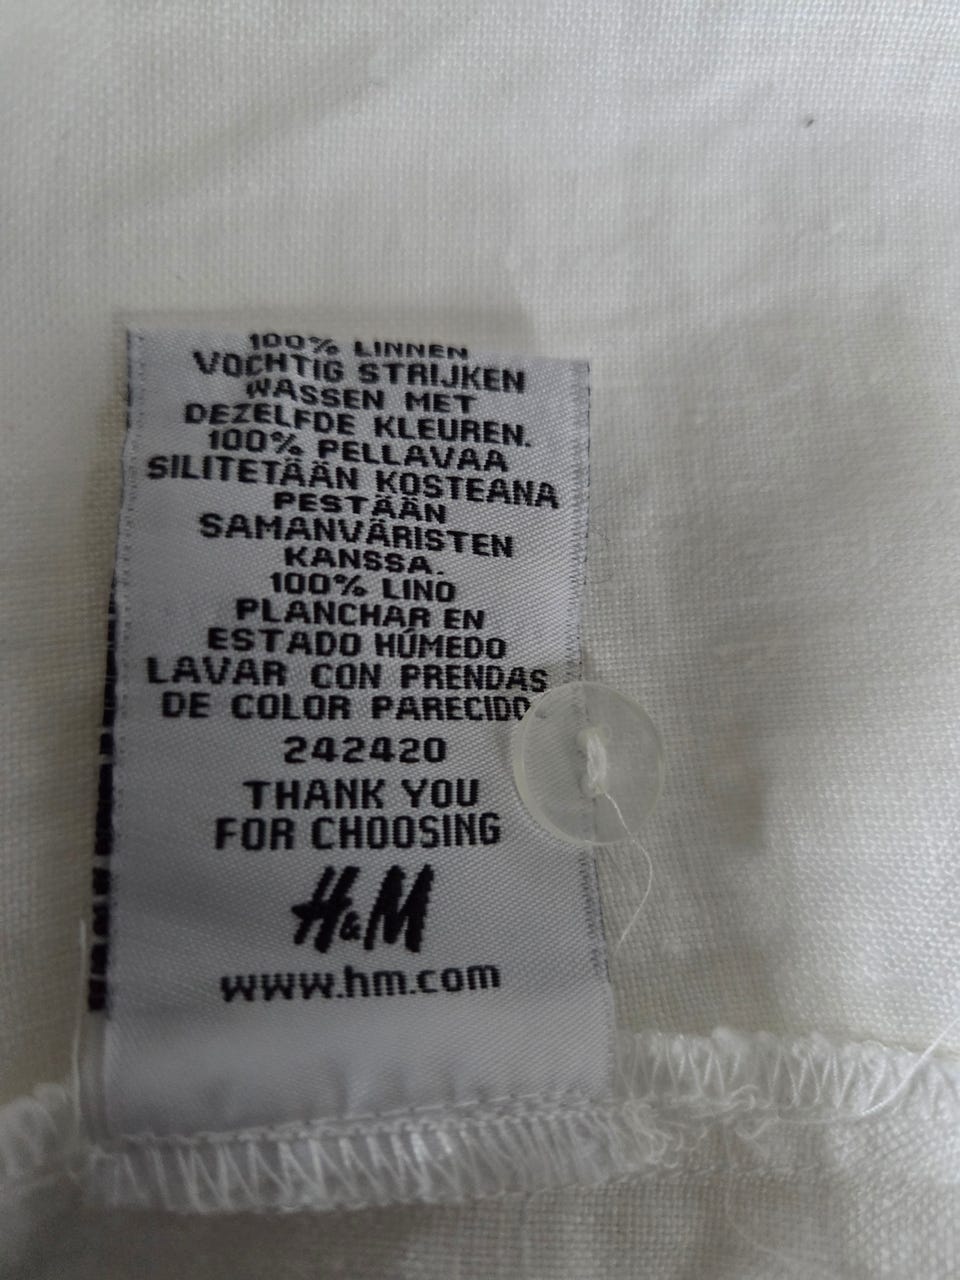 100% LINNEN
VOCHTIG STRIJKEN
WASSEN MET
DEZELFDE KLEUREN.
100% PELLAVAA
SILITETÄÄN KOSTEANA
PESTÄÄN
SAMANVÄRISTEN
KANSSA.
100% LINO
PLANCHAR EN
ESTADO HÚMEDO
LAVAR CON PRENDAS
DE COLOR PARECIDO
242420
THANK YOU
FOR CHOOSING
H&M
www.hm.com